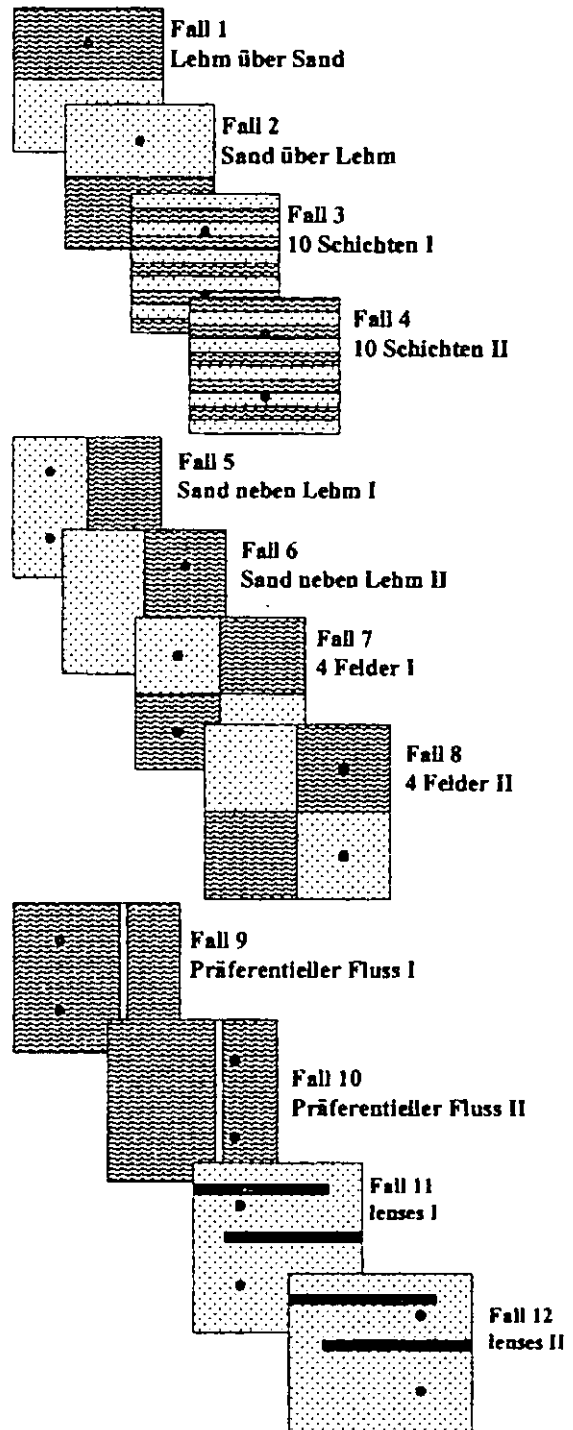 Fall 1
Lehm über Sand
Fall 2
Sand über Lehm
Fall 3
10 Schichten I
Fall 4
10 Schichten II
Fall 5
Sand neben Lehm I
Fall 6
Sand neben Lehm II
Fall 7
4 Felder I
Fall 8
4 Felder II
Fall 9
Präferentieller Fluss I
Fall 10
Präferentieller Fluss II
Fall 11
lenses I
Fall 12
lenses II